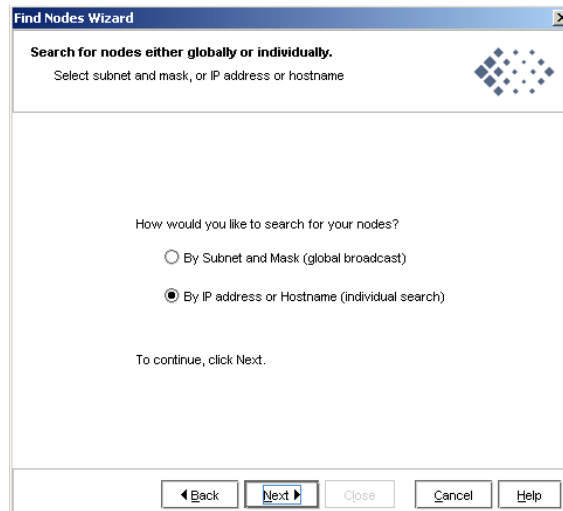 Find Nodes Wizard
Search for nodes either globally or individually.
Select subnet and mask, or IP address or hostname
How would you like to search for your nodes?
By Subnet and Mask (global broadcast)
By IP address or Hostname (individual search)
To continue, click Next.
Back Next Close Cancel Help